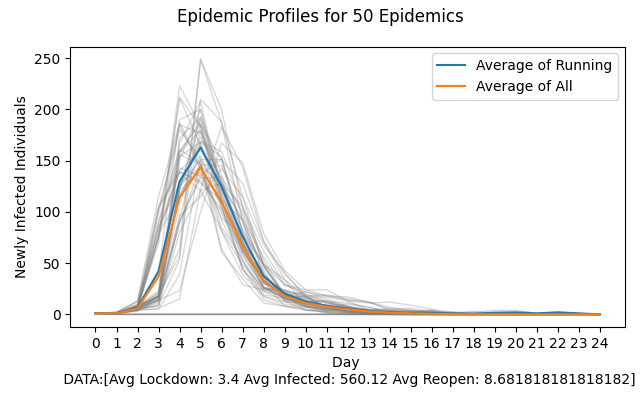 Epidemic Profiles for 50 Epidemics
Average of Running
Average of All
Newly Infected Individuals
250
200
150
100
50
0
0 1 2 3 4 5 6 7 8 9 10 11 12 13 14 15 16 17 18 19 20 21 22 23 24
Day
DATA:[Avg Lockdown: 3.4 Avg Infected: 560.12 Avg Reopen: 8.681818181818182]